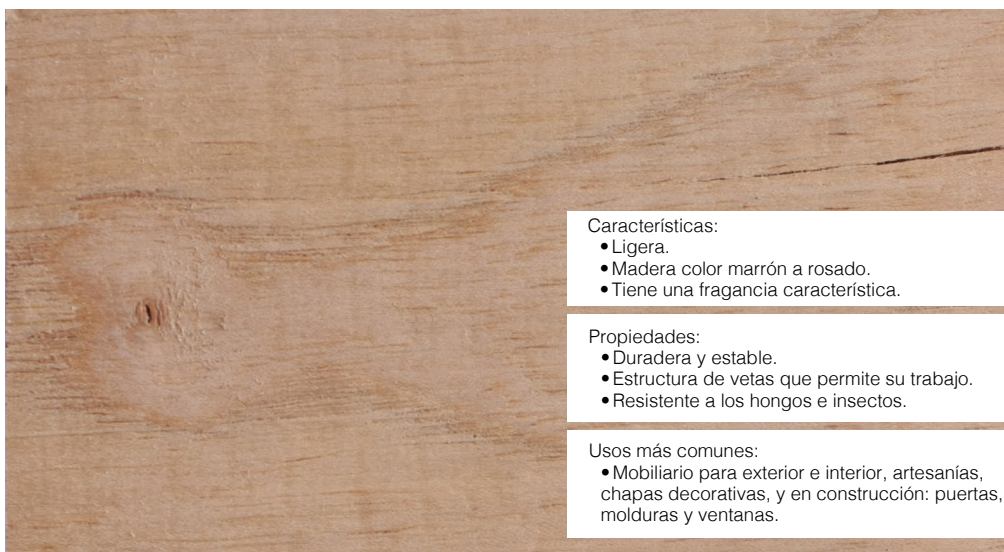 Características:
• Ligera.
• Madera color marrón a rosado.
• Tiene una fragancia característica.
Propiedades:
• Duradera y estable.
• Estructura de vetas que permite su trabajo.
• Resistente a los hongos e insectos.
Usos más comunes:
• Mobiliario para exterior e interior, artesanías,
chapas decorativas, y en construcción: puertas,
molduras y ventanas.